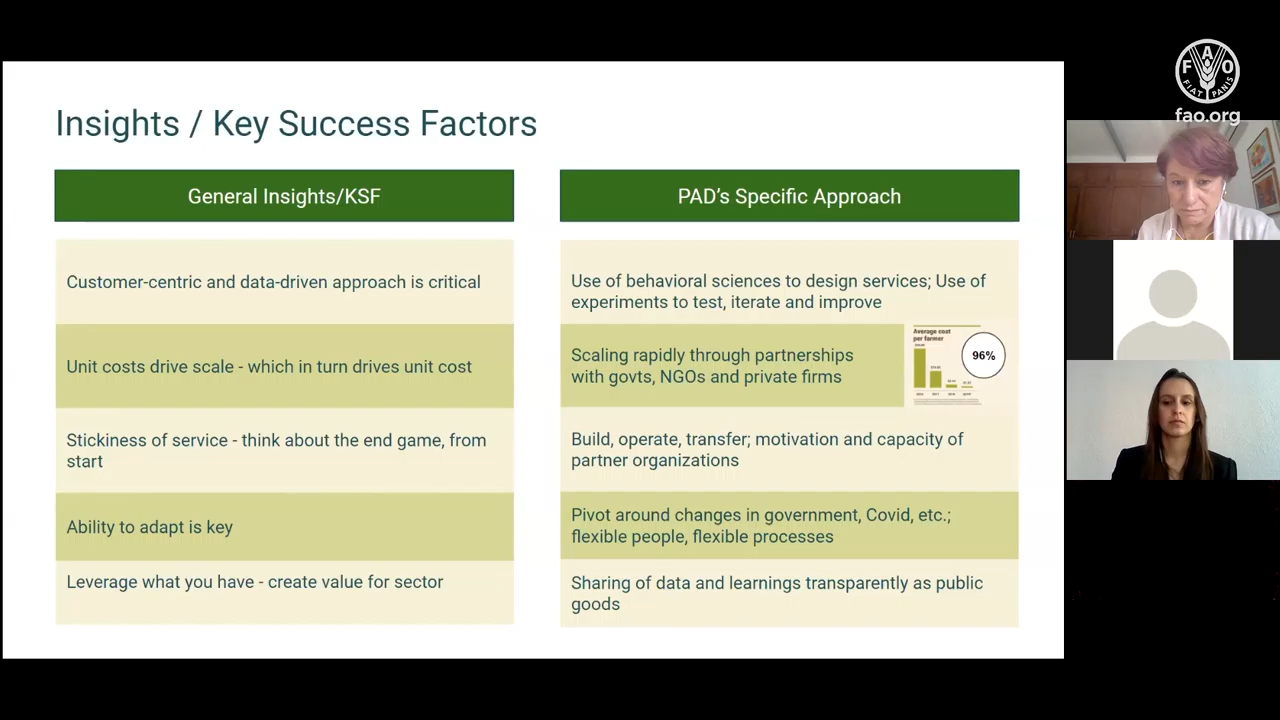 F A O
FIAT PANIS
fao.org
Insights / Key Success Factors
General Insights/KSF
PAD's Specific Approach
Customer-centric and data-driven approach is critical
Use of behavioral sciences to design services; Use of
experiments to test, iterate and improve
Unit costs drive scale - which in turn drives unit cost
Scaling rapidly through partnerships
with govts, NGOs and private firms
Average cost
per farmer
96%
Stickiness of service - think about the end game, from
start
Build, operate, transfer; motivation and capacity of
partner organizations
Ability to adapt is key
Pivot around changes in government, Covid, etc.;
flexible people, flexible processes
Leverage what you have - create value for sector
Sharing of data and learnings transparently as public
goods